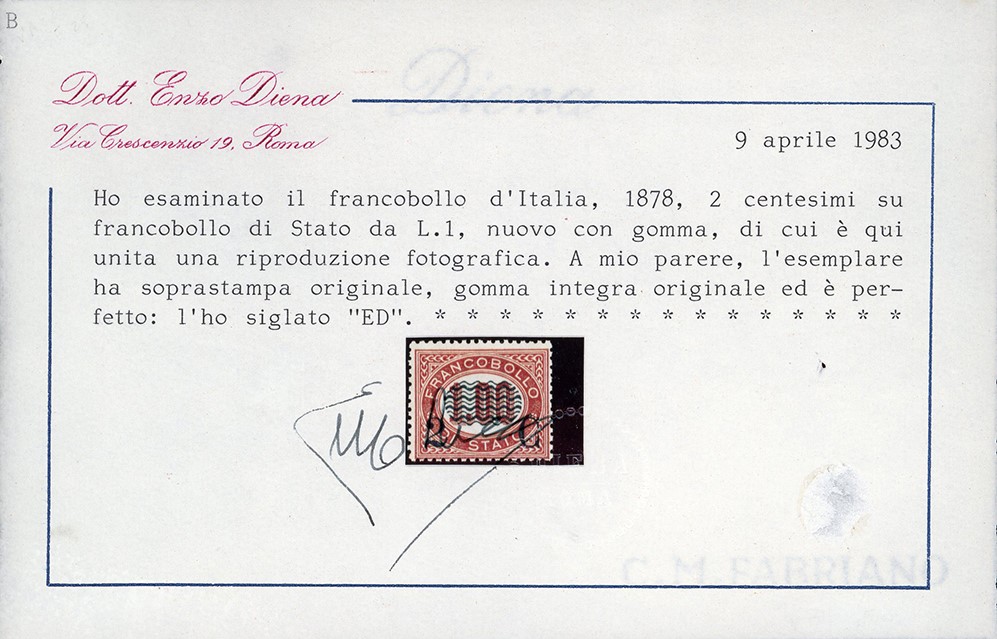 B
Diena
Dott. Enzo Diena
Via Crescenzio 19, Roma
9 aprile 1983
Ho esaminato il francobollo d'Italia, 1878, 2 centesimi su
francobollo di Stato da L.1, nuovo con gomma, di cui è qui
unita una riproduzione fotografica. A mio parere, l'esemplare
ha soprastampa originale, gomma integra originale ed è per–
fetto: l'ho siglato "ED". * * * * * * * * * * * * * * * *
FRANCOBOLLO
1.00
2 C
DI STATO
C. M. FABRIANO